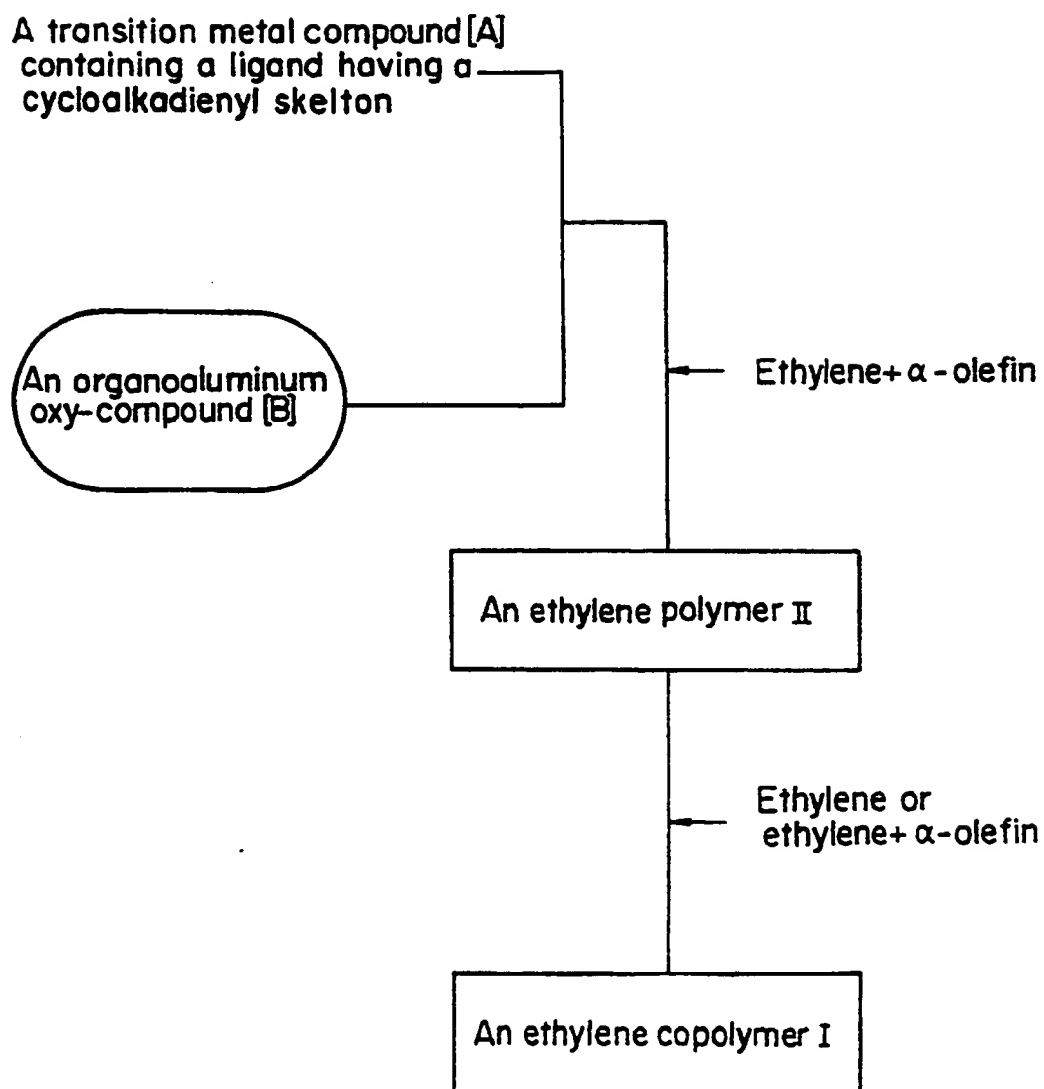 A transition metal compound [A]
containing a ligand having a
cycloalkadienyl skelton
An organoaluminum
oxy-compound [B]
Ethylene+ α-olefin
An ethylene polymer II
Ethylene or
ethylene+ α-olefin
An ethylene copolymer I